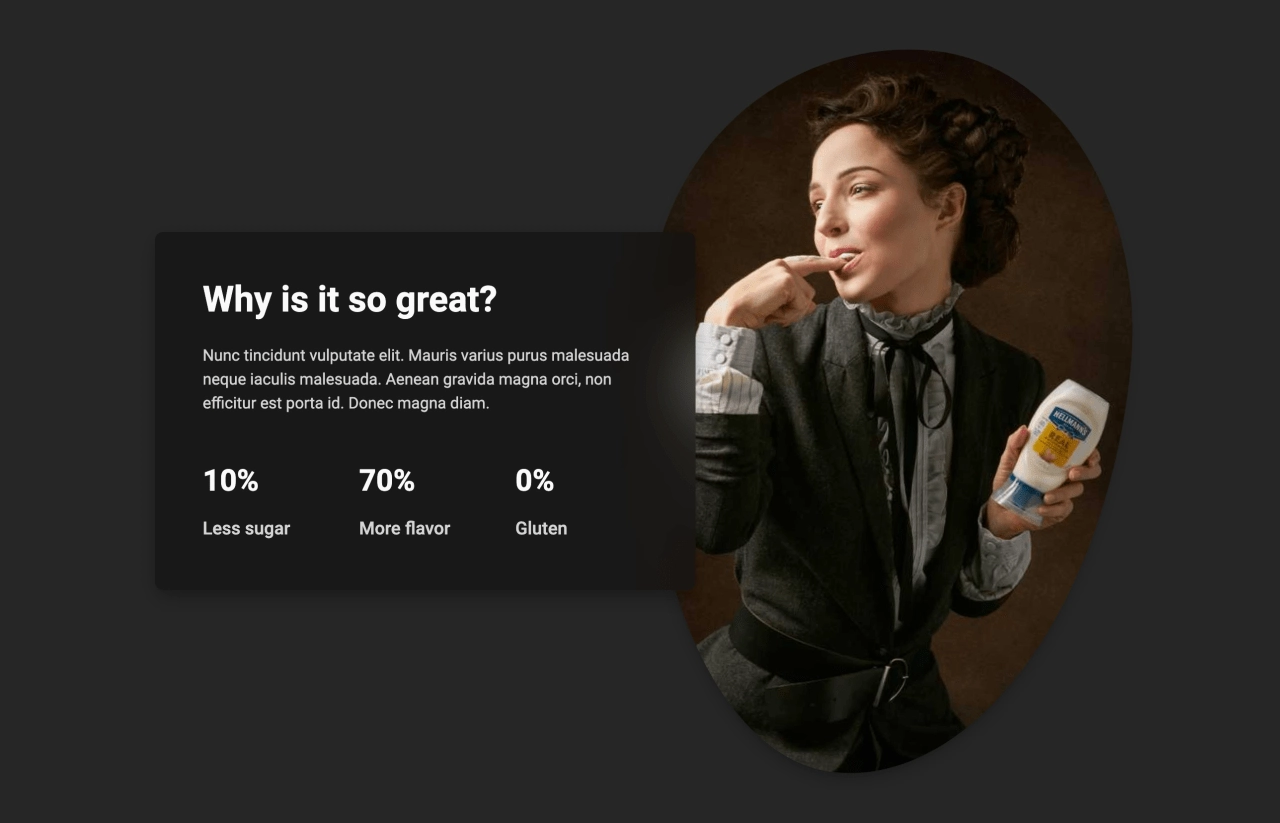 Why is it so great?
Nunc tincidunt vulputate elit. Mauris varius purus malesuada
neque iaculis malesuada. Aenean gravida magna orci, non
efficitur est porta id. Donec magna diam.
10% 70% 0%
Less sugar More flavor Gluten
HELLMANN'S
REAL